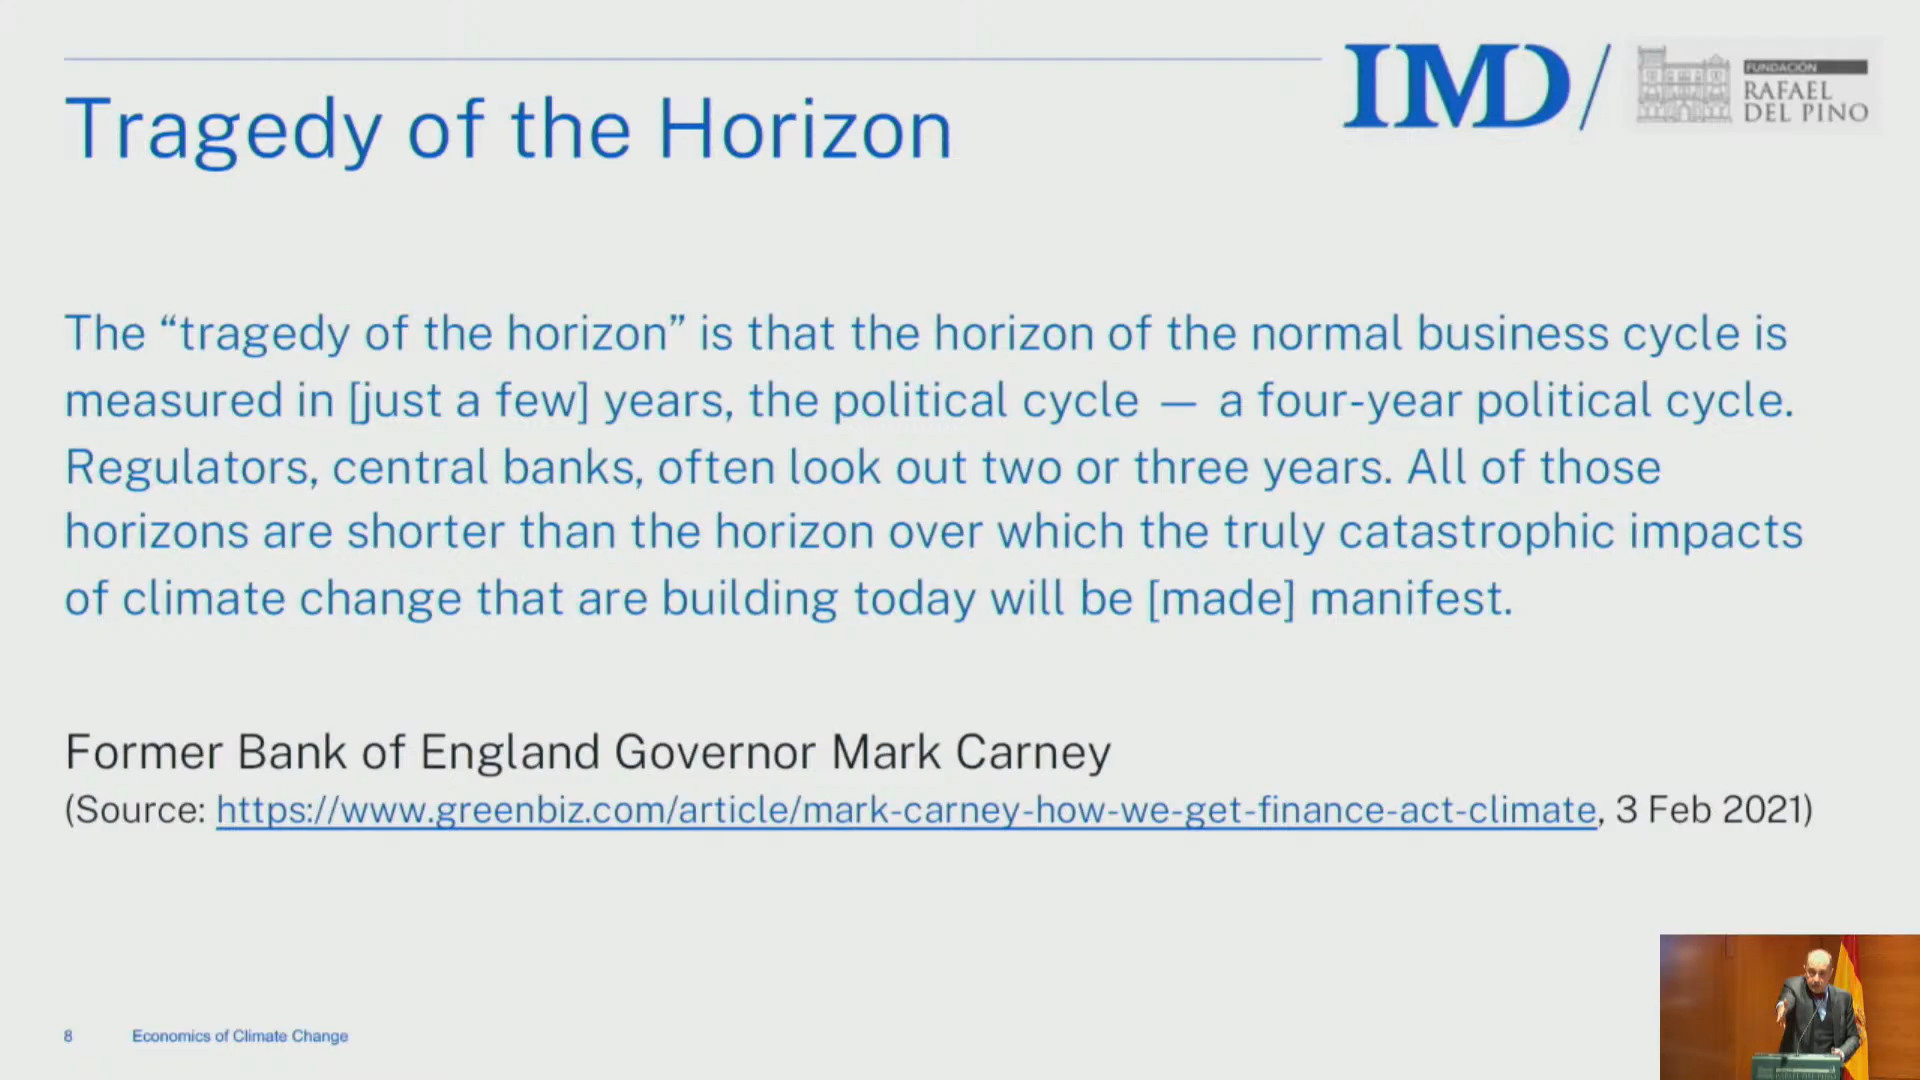 IMD
FUNDACIÓN
RAFAEL
DEL PINO
Tragedy of the Horizon
The “tragedy of the horizon” is that the horizon of the normal business cycle is
measured in [just a few] years, the political cycle — a four-year political cycle.
Regulators, central banks, often look out two or three years. All of those
horizons are shorter than the horizon over which the truly catastrophic impacts
of climate change that are building today will be [made] manifest.
Former Bank of England Governor Mark Carney
(Source: https://www.greenbiz.com/article/mark-carney-how-we-get-finance-act-climate, 3 Feb 2021)
8 Economics of Climate Change
RAFAEL DEL PINO